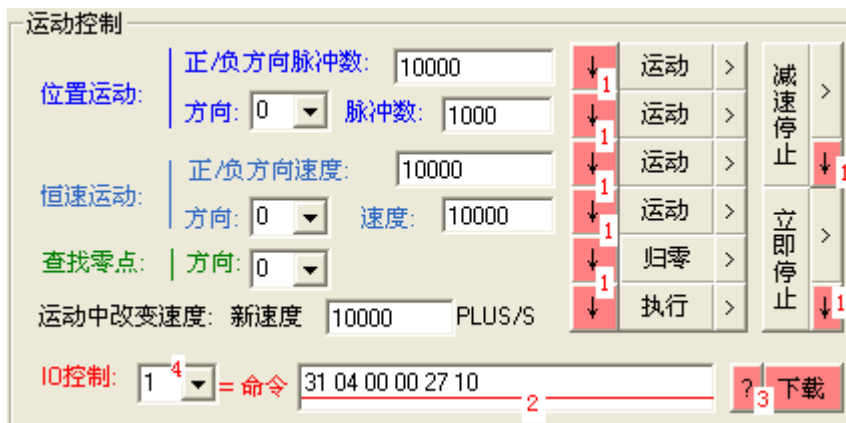 运动控制
位置运动:
正/负方向脉冲数: 10000 ↓ 1 运动 >
方向: 0 脉冲数: 1000 ↓ 1 运动 >
减速停止 > ↓ 1
恒速运动:
正/负方向速度: 10000 ↓ 1 运动 >
方向: 0 速度: 10000 ↓ 1 运动 >
查找零点: 方向: 0 ↓ 1 归零 >
运动中改变速度: 新速度 10000 PLUS/S ↓ 执行 >
立即停止 > ↓ 1
IO控制: 1 4 = 命令 31 04 00 00 27 10 2 ? 3 下载